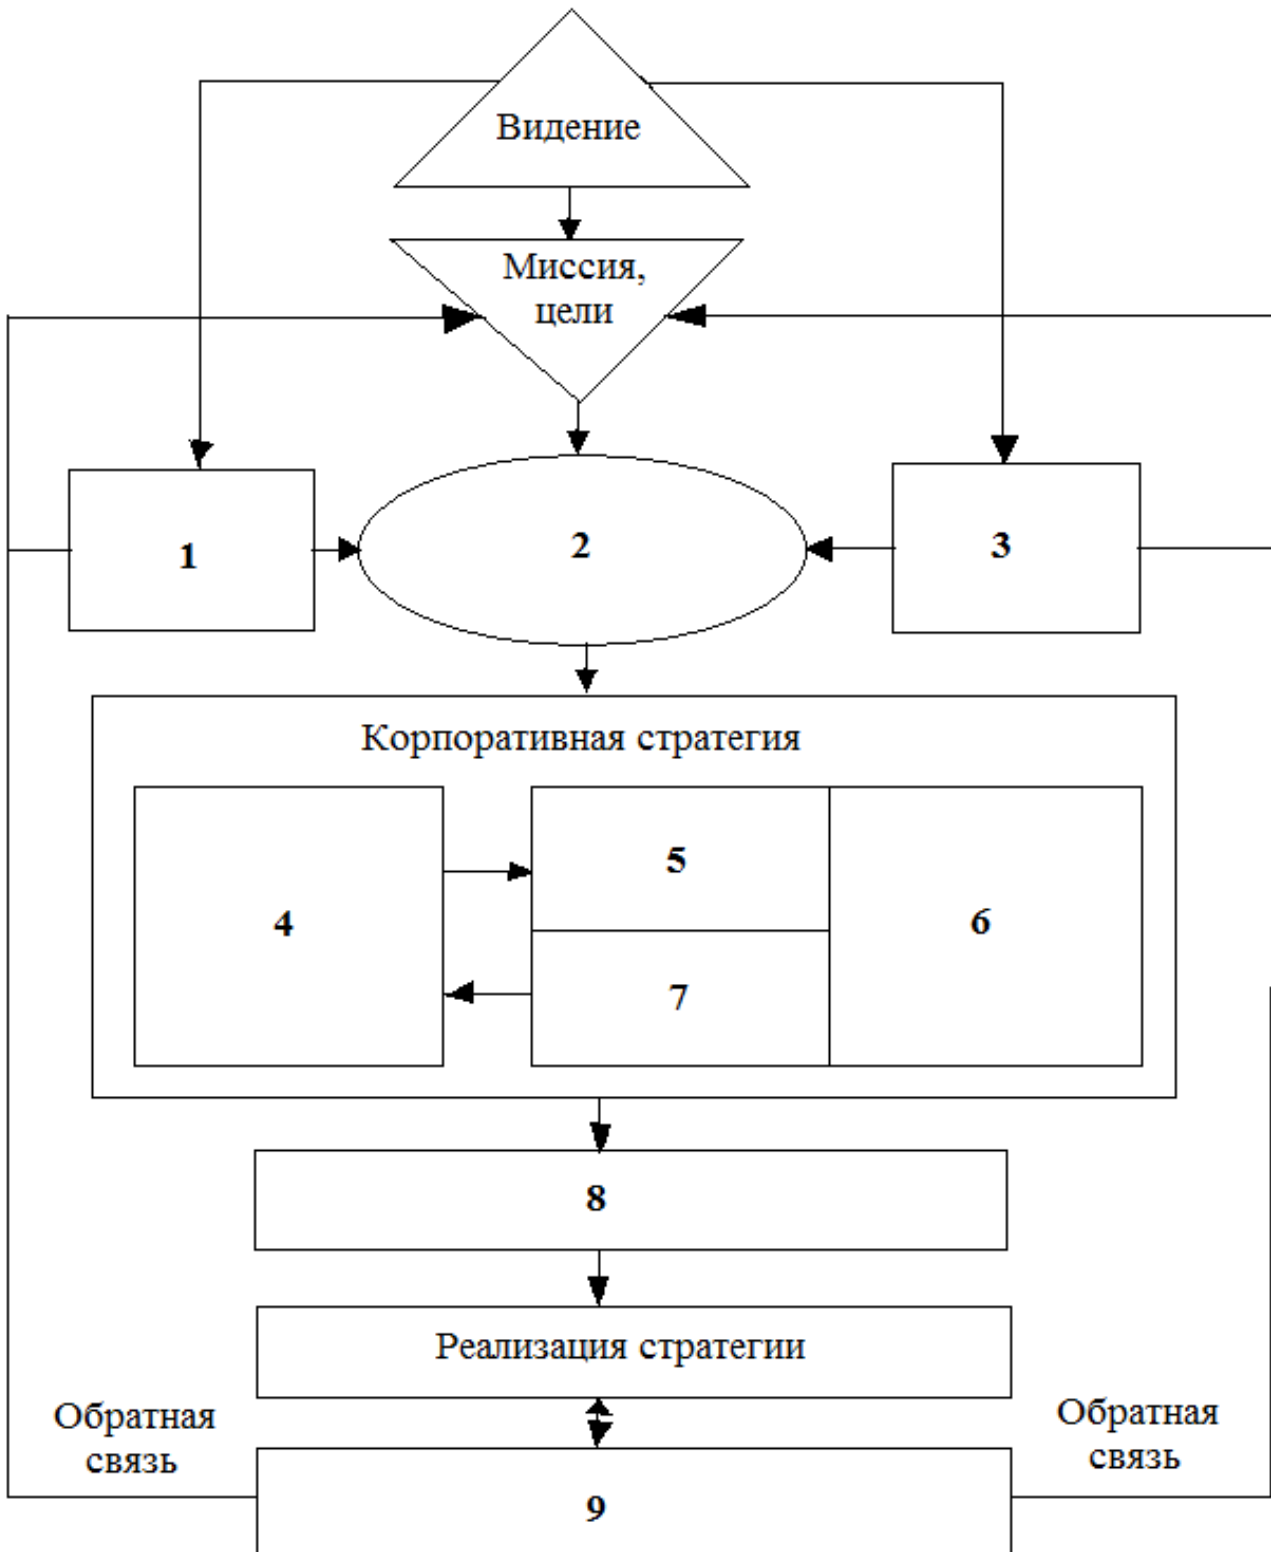 Видение
Миссия,
цели
1
2
3
Корпоративная стратегия
4
5
6
7
8
Реализация стратегии
Обратная
связь
Обратная
связь
9